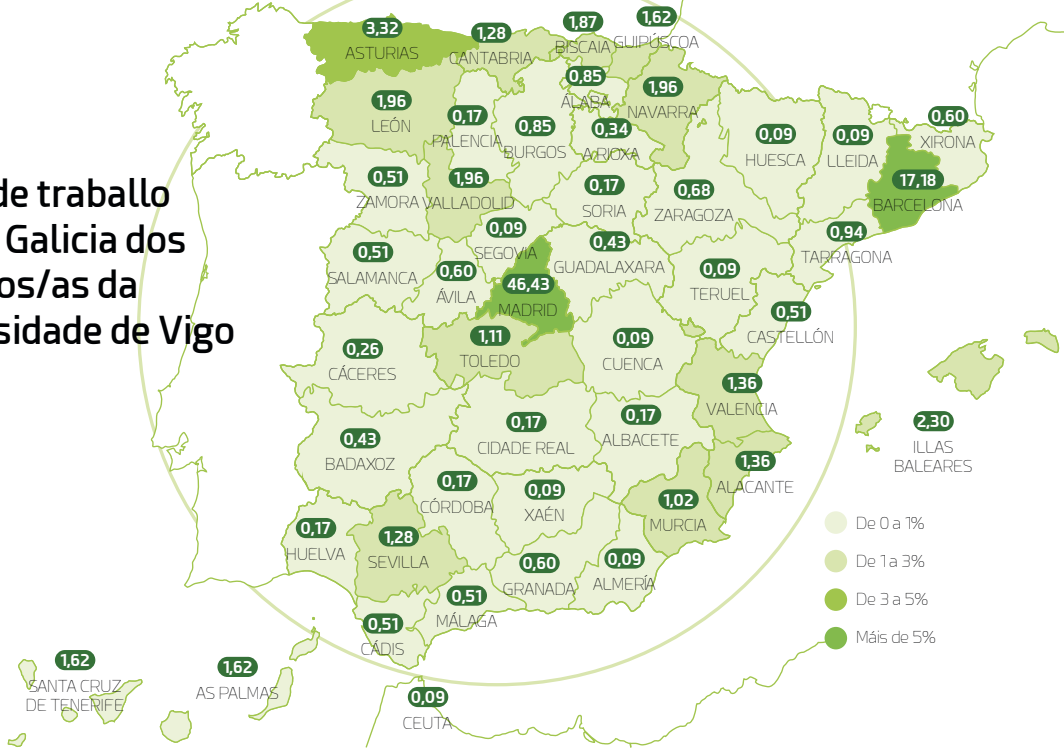 de traballo
Galicia dos
os/as da
sidade de Vigo
3,32
ASTURIAS
1,28
CANTABRIA
1,87
BISCAIA
1,62
GUIPÚSCOA
1,96
LEÓN
0,17
PALENCIA
0,85
BURGOS
0,85
ÁLABA
0,34
A RIOXA
1,96
NAVARRA
0,09
HUESCA
0,09
LLEIDA
0,60
XIRONA
17,18
BARCELONA
0,51
ZAMORA
1,96
VALLADOLID
0,17
SORIA
0,68
ZARAGOZA
0,94
TARRAGONA
0,51
SALAMANCA
0,60
ÁVILA
0,09
SEGOVIA
0,43
GUADALAXARA
46,43
MADRID
0,09
TERUEL
0,51
CASTELLÓN
0,26
CÁCERES
1,11
TOLEDO
0,09
CUENCA
1,36
VALENCIA
2,30
ILLAS
BALEARES
0,43
BADAXOZ
0,17
CIDADE REAL
0,17
ALBACETE
1,36
ALACANTE
0,17
CÓRDOBA
0,09
XAÉN
1,02
MURCIA
0,17
HUELVA
1,28
SEVILLA
0,60
GRANADA
0,09
ALMERÍA
0,51
CÁDIS
0,51
MÁLAGA
De 0 a 1%
De 1 a 3%
De 3 a 5%
Máis de 5%
1,62
SANTA CRUZ
DE TENERIFE
1,62
AS PALMAS
0,09
CEUTA